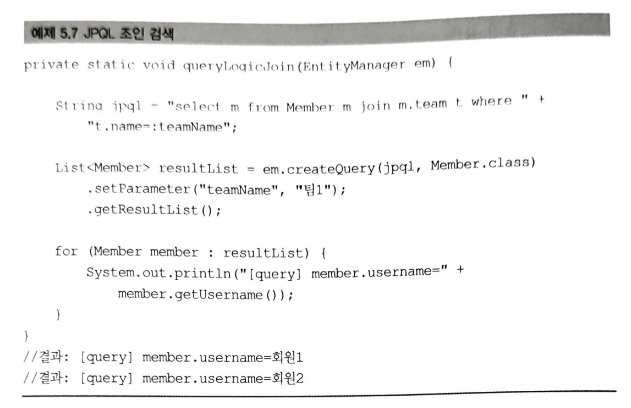 예제 5.7 JPQL 조인 검색
private static void queryLogicJoin(EntityManager em) {
String jpql = "select m from Member m join m.team t where " +
"t.name=:teamName";
List<Member> resultList = em.createQuery(jpql, Member.class)
.setParameter("teamName", "팀1");
.getResultList();
for (Member member : resultList) {
System.out.println("[query] member.username=" +
member.getUsername());
}
}
//결과: [query] member.username=회원1
//결과: [query] member.username=회원2